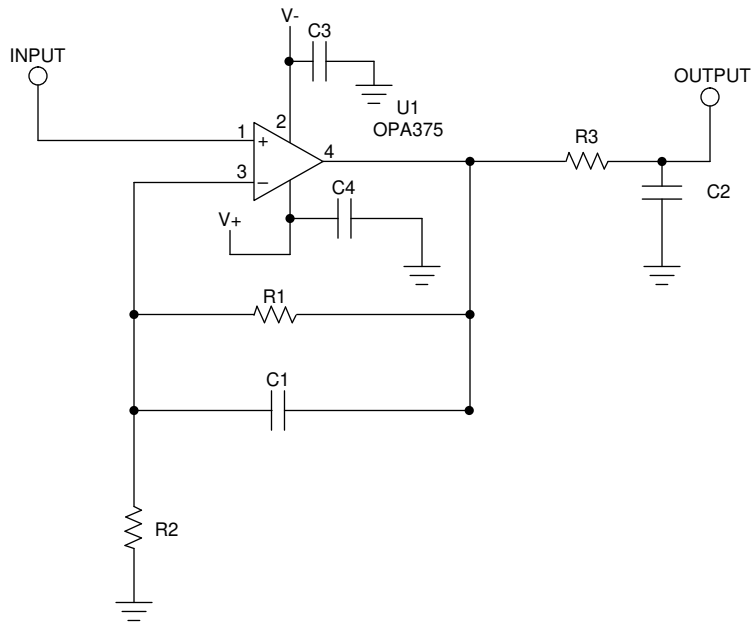 V-
C3
INPUT
OUTPUT
U1
OPA375
2
1
+
R3
4
3
–
C4
C2
V+
R1
C1
R2